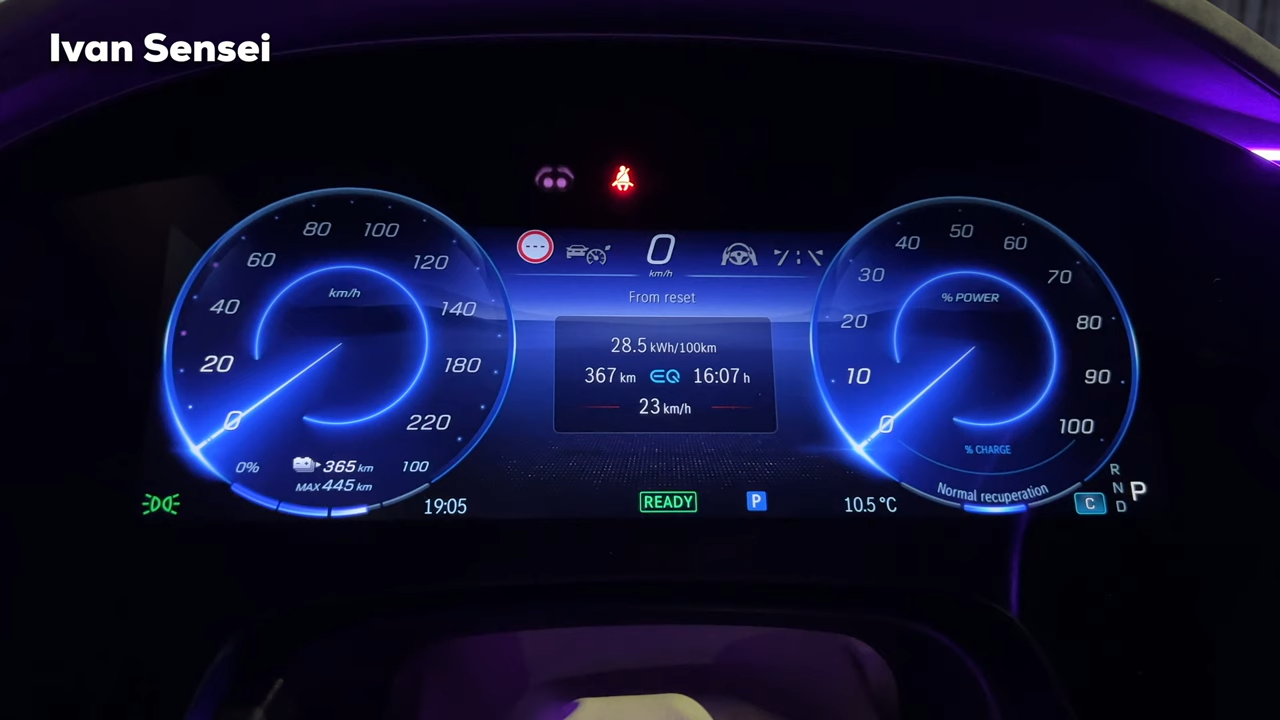 Ivan Sensei
80 100
60 120
40 km/h 140
20 180
0 220
0% 365 km 100
MAX 445 km
19:05
0
km/h
From reset
28.5 kWh/100km
367 km EQ 16:07 h
23 km/h
READY P
10.5 °C
50
40 60
30 % POWER 70
20 80
10 90
0 100
% CHARGE
Normal recuperation
C
R
N P
D